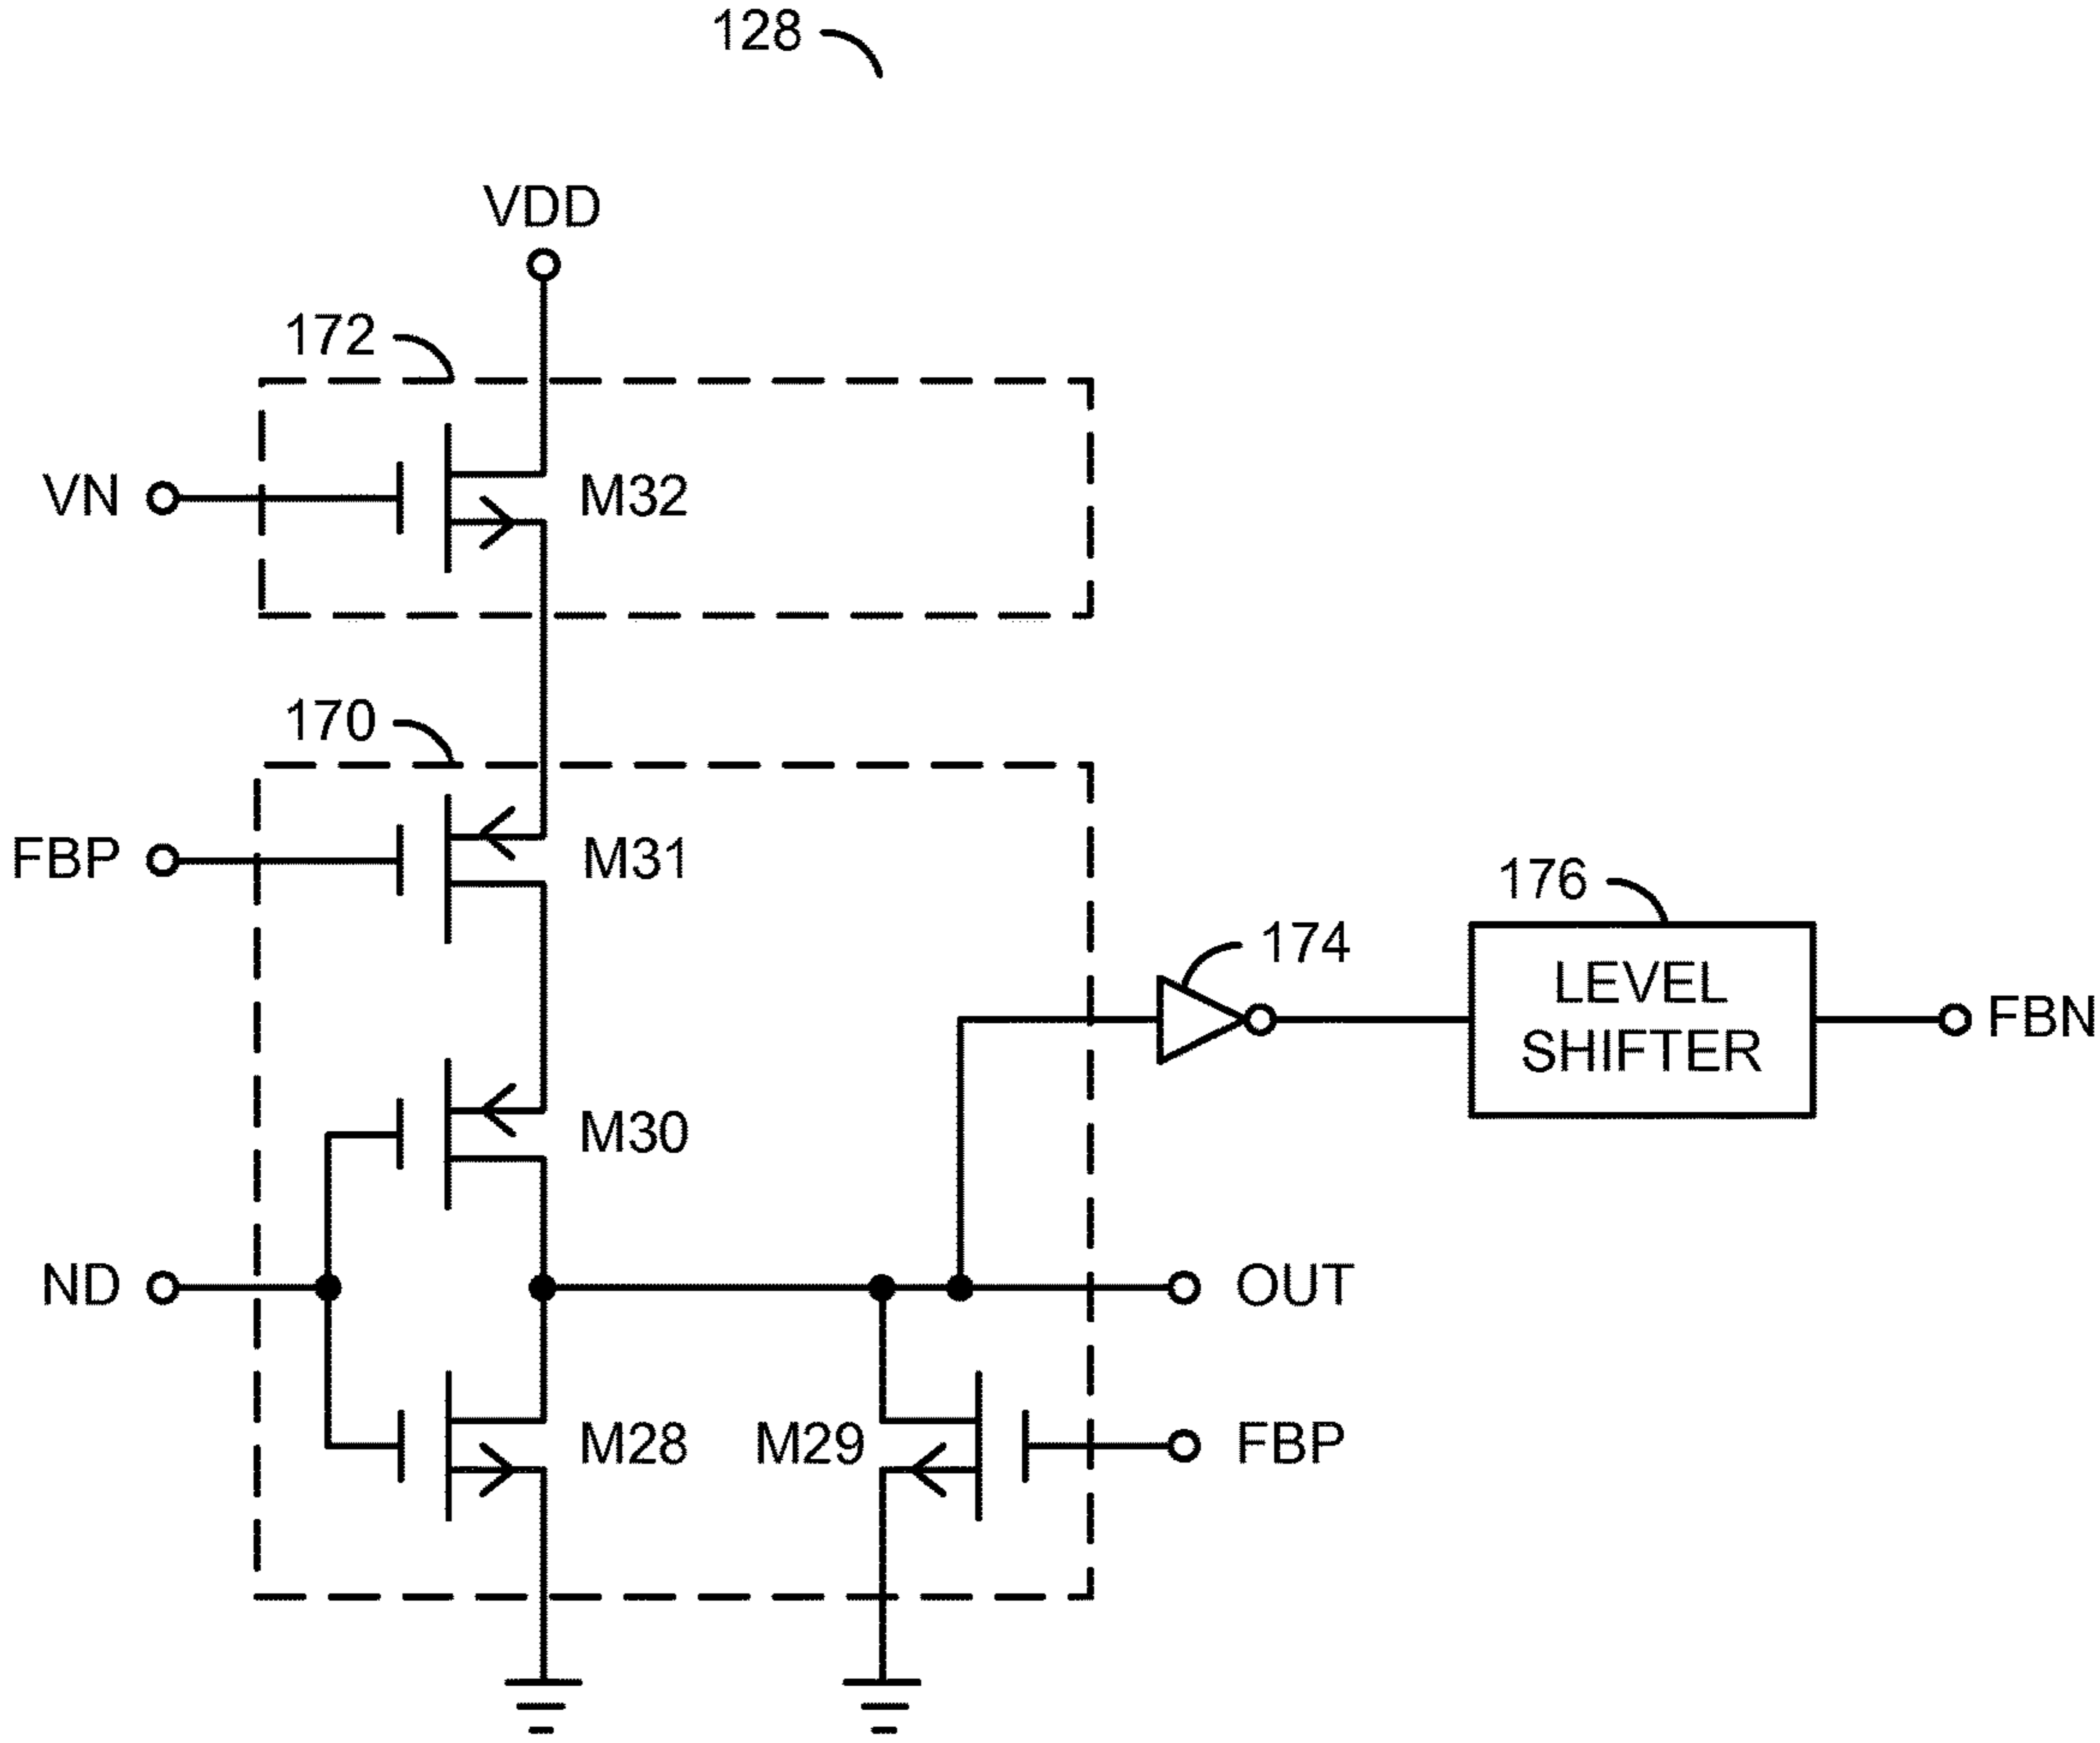 128
VDD
172
VN
M32
170
FBP
M31
176
174
LEVEL
SHIFTER
FBN
M30
ND
OUT
M28
M29
FBP